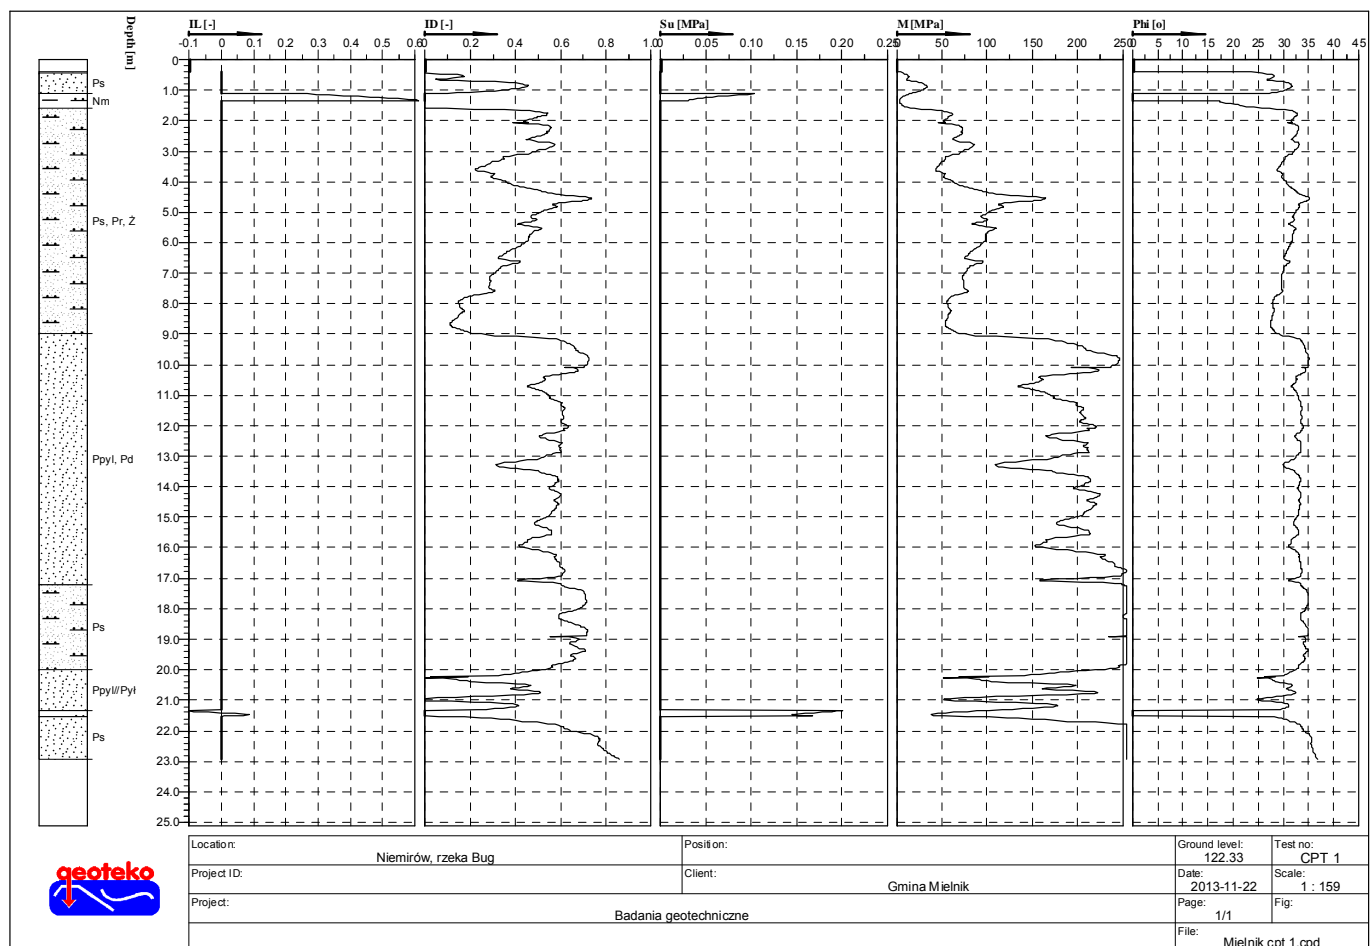 Depth [m]
IL [-]
ID [-]
Su [MPa]
M [MPa]
Phi [o]
-0.1 0 0.1 0.2 0.3 0.4 0.5 0.6
0 0.2 0.4 0.6 0.8 1.0
0.00 0.05 0.10 0.15 0.20 0.25
0 50 100 150 200 250
0 5 10 15 20 25 30 35 40 45
0
1.0
2.0
3.0
4.0
5.0
6.0
7.0
8.0
9.0
10.0
11.0
12.0
13.0
14.0
15.0
16.0
17.0
18.0
19.0
20.0
21.0
22.0
23.0
24.0
25.0
Ps
Nm
Ps, Pr, Ż
Ppyl, Pd
Ps
Ppyl//Pył
Ps
geoteko
Location:
Niemirów, rzeka Bug
Position:
Ground level:
122.33
Test no:
CPT 1
Project ID:
Client:
Gmina Mielnik
Date:
2013-11-22
Scale:
1 : 159
Project:
Badania geotechniczne
Page:
1/1
Fig:
File:
Mielnik cpt 1.cpd